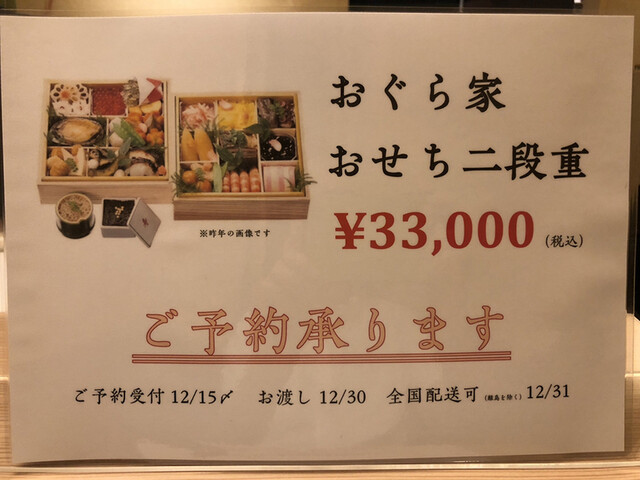 おぐら家
おせち二段重
¥33,000 (税込)
※昨年の画像です
ご予約承ります
ご予約受付 12/15〆 お渡し 12/30 全国配送可 (離島を除く) 12/31